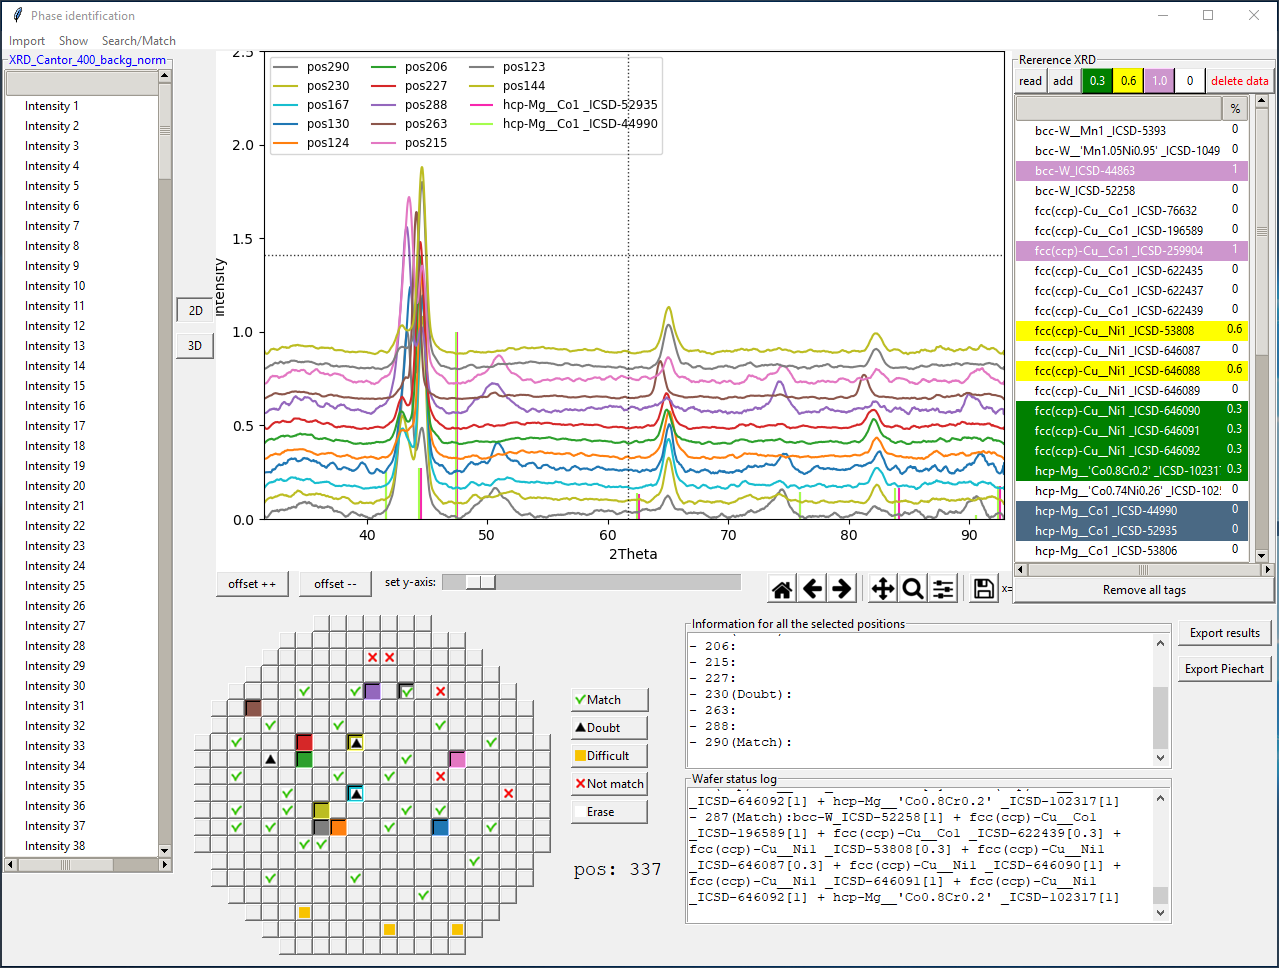 Phase identification
Import Show Search/Match
XRD_Cantor_400_backg_norm
Intensity 1
Intensity 2
Intensity 3
Intensity 4
Intensity 5
Intensity 6
Intensity 7
Intensity 8
Intensity 9
Intensity 10
Intensity 11
Intensity 12
Intensity 13
Intensity 14
Intensity 15
Intensity 16
Intensity 17
Intensity 18
Intensity 19
Intensity 20
Intensity 21
Intensity 22
Intensity 23
Intensity 24
Intensity 25
Intensity 26
Intensity 27
Intensity 28
Intensity 29
Intensity 30
Intensity 31
Intensity 32
Intensity 33
Intensity 34
Intensity 35
Intensity 36
Intensity 37
Intensity 38
2D
3D
2.5
2.0
1.5
1.0
0.5
0.0
Intensity
40 50 60 70 80 90
2Theta
pos290 pos206 pos123
pos230 pos227 pos144
pos167 pos288 hcp-Mg__Co1 _ICSD-52935
pos130 pos263 hcp-Mg__Co1 _ICSD-44990
pos124 pos215
offset ++ offset -- set y-axis: x=
Rererence XRD
read add 0.3 0.6 1.0 0 delete data
%
bcc-W__Mn1 _ICSD-5393 0
bcc-W__'Mn1.05Ni0.95' _ICSD-1049 0
bcc-W_ICSD-44863 1
bcc-W_ICSD-52258 0
fcc(ccp)-Cu__Co1 _ICSD-76632 0
fcc(ccp)-Cu__Co1 _ICSD-196589 0
fcc(ccp)-Cu__Co1 _ICSD-259904 1
fcc(ccp)-Cu__Co1 _ICSD-622435 0
fcc(ccp)-Cu__Co1 _ICSD-622437 0
fcc(ccp)-Cu__Co1 _ICSD-622439 0
fcc(ccp)-Cu__Ni1 _ICSD-53808 0.6
fcc(ccp)-Cu__Ni1 _ICSD-646087 0
fcc(ccp)-Cu__Ni1 _ICSD-646088 0.6
fcc(ccp)-Cu__Ni1 _ICSD-646089 0
fcc(ccp)-Cu__Ni1 _ICSD-646090 0.3
fcc(ccp)-Cu__Ni1 _ICSD-646091 0.3
fcc(ccp)-Cu__Ni1 _ICSD-646092 0.3
hcp-Mg__'Co0.8Cr0.2' _ICSD-10231 0.3
hcp-Mg__'Co0.74Ni0.26' _ICSD-102 0
hcp-Mg__Co1 _ICSD-44990 0
hcp-Mg__Co1 _ICSD-52935 0
hcp-Mg__Co1 _ICSD-53806 0
Remove all tags
Match
Doubt
Difficult
Not match
Erase
pos: 337
Information for all the selected positions
- 206:
- 215:
- 227:
- 230(Doubt):
- 263:
- 288:
- 290(Match):
Export results
Export Piechart
Wafer status log
_ICSD-646092[1] + hcp-Mg__'Co0.8Cr0.2' _ICSD-102317[1]
- 287(Match):bcc-W_ICSD-52258[1] + fcc(ccp)-Cu__Co1
_ICSD-196589[1] + fcc(ccp)-Cu__Co1 _ICSD-622439[0.3] +
fcc(ccp)-Cu__Ni1 _ICSD-53808[0.3] + fcc(ccp)-Cu__Ni1
_ICSD-646087[0.3] + fcc(ccp)-Cu__Ni1 _ICSD-646090[1] +
fcc(ccp)-Cu__Ni1 _ICSD-646091[1] + fcc(ccp)-Cu__Ni1
_ICSD-646092[1] + hcp-Mg__'Co0.8Cr0.2' _ICSD-102317[1]